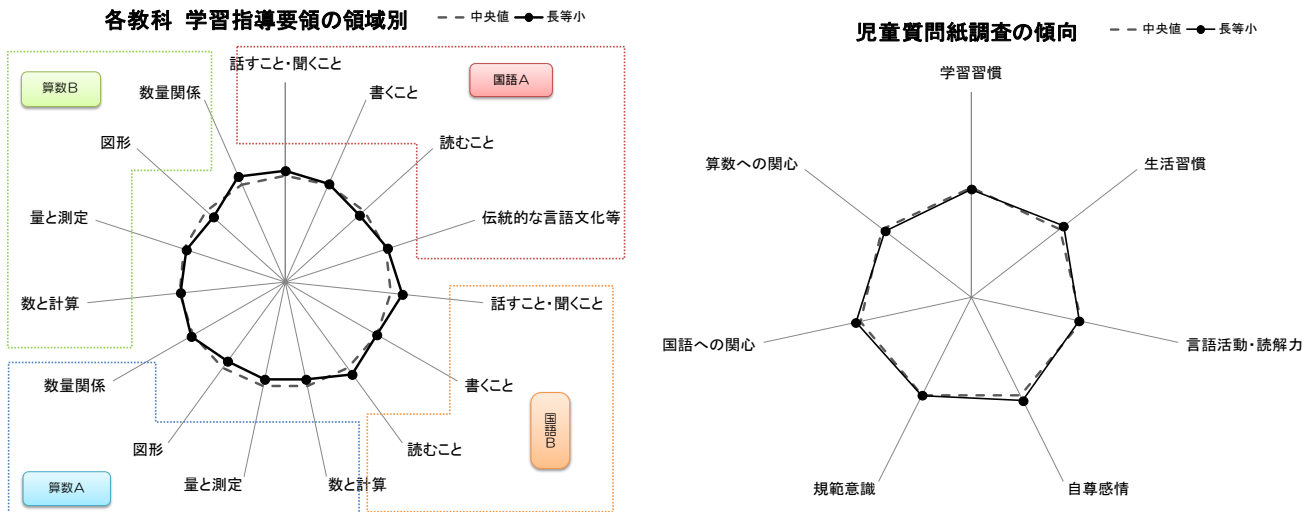 各教科 学習指導要領の領域別
中央値 長等小
算数B
国語A
国語B
算数A
話すこと・聞くこと
書くこと
読むこと
伝統的な言語文化等
話すこと・聞くこと
書くこと
読むこと
数と計算
量と測定
図形
数量関係
数と計算
量と測定
図形
数量関係
児童質問紙調査の傾向
中央値 長等小
学習習慣
生活習慣
言語活動・読解力
自尊感情
規範意識
国語への関心
算数への関心